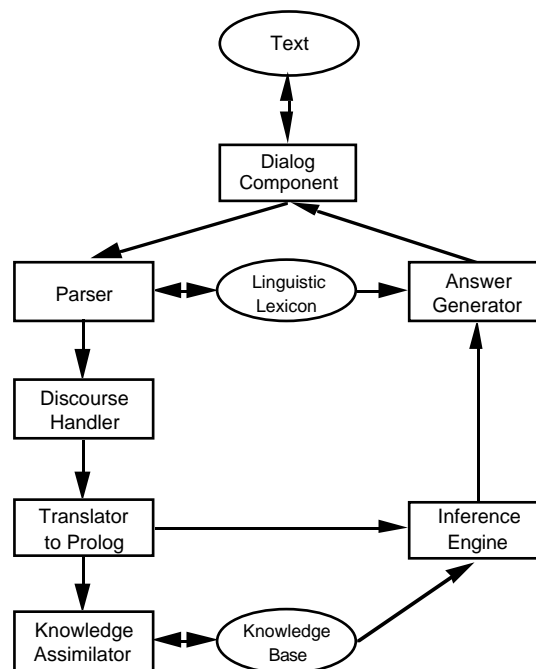 Text
Dialog
Component
Parser
Linguistic
Lexicon
Answer
Generator
Discourse
Handler
Translator
to Prolog
Inference
Engine
Knowledge
Assimilator
Knowledge
Base